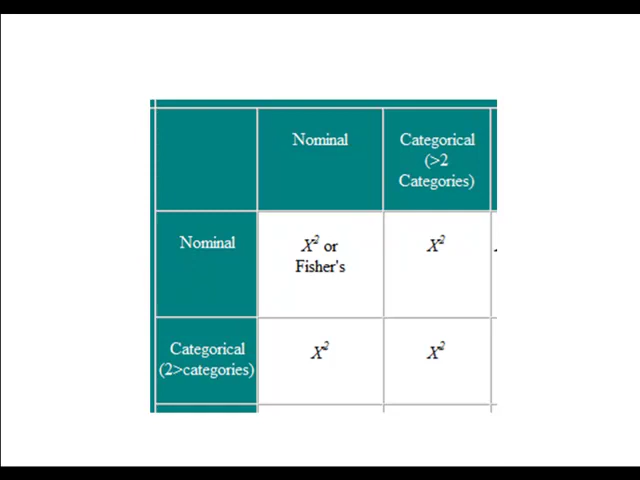 Nominal
Categorical
(>2
Categories)
Nominal
X² or
Fisher's
X²
Categorical
(2>categories)
X²
X²